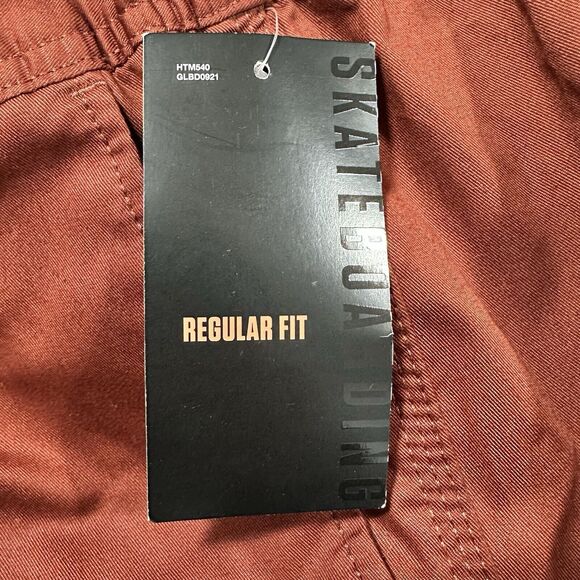 HTM540
GLBD0921
SKATEBOARDING
REGULAR FIT